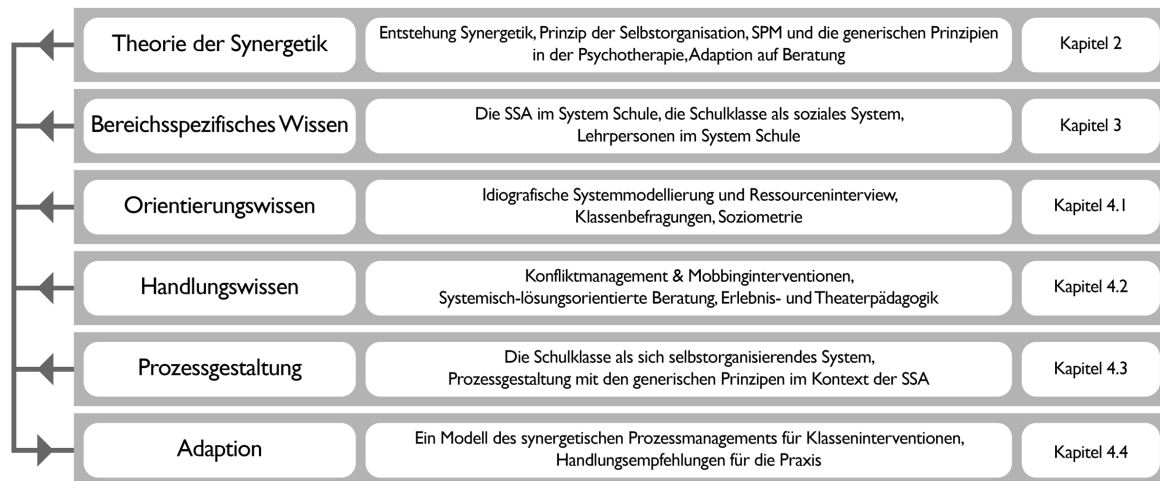 Theorie der Synergetik
Entstehung Synergetik, Prinzip der Selbstorganisation, SPM und die generischen Prinzipien
in der Psychotherapie, Adaption auf Beratung
Kapitel 2
Bereichsspezifisches Wissen
Die SSA im System Schule, die Schulklasse als soziales System,
Lehrpersonen im System Schule
Kapitel 3
Orientierungswissen
Idiografische Systemmodellierung und Ressourceninterview,
Klassenbefragungen, Soziometrie
Kapitel 4.1
Handlungswissen
Konfliktmanagement & Mobbinginterventionen,
Systemisch-lösungsorientierte Beratung, Erlebnis- und Theaterpädagogik
Kapitel 4.2
Prozessgestaltung
Die Schulklasse als sich selbstorganisierendes System,
Prozessgestaltung mit den generischen Prinzipen im Kontext der SSA
Kapitel 4.3
Adaption
Ein Modell des synergetischen Prozessmanagements für Klasseninterventionen,
Handlungsempfehlungen für die Praxis
Kapitel 4.4